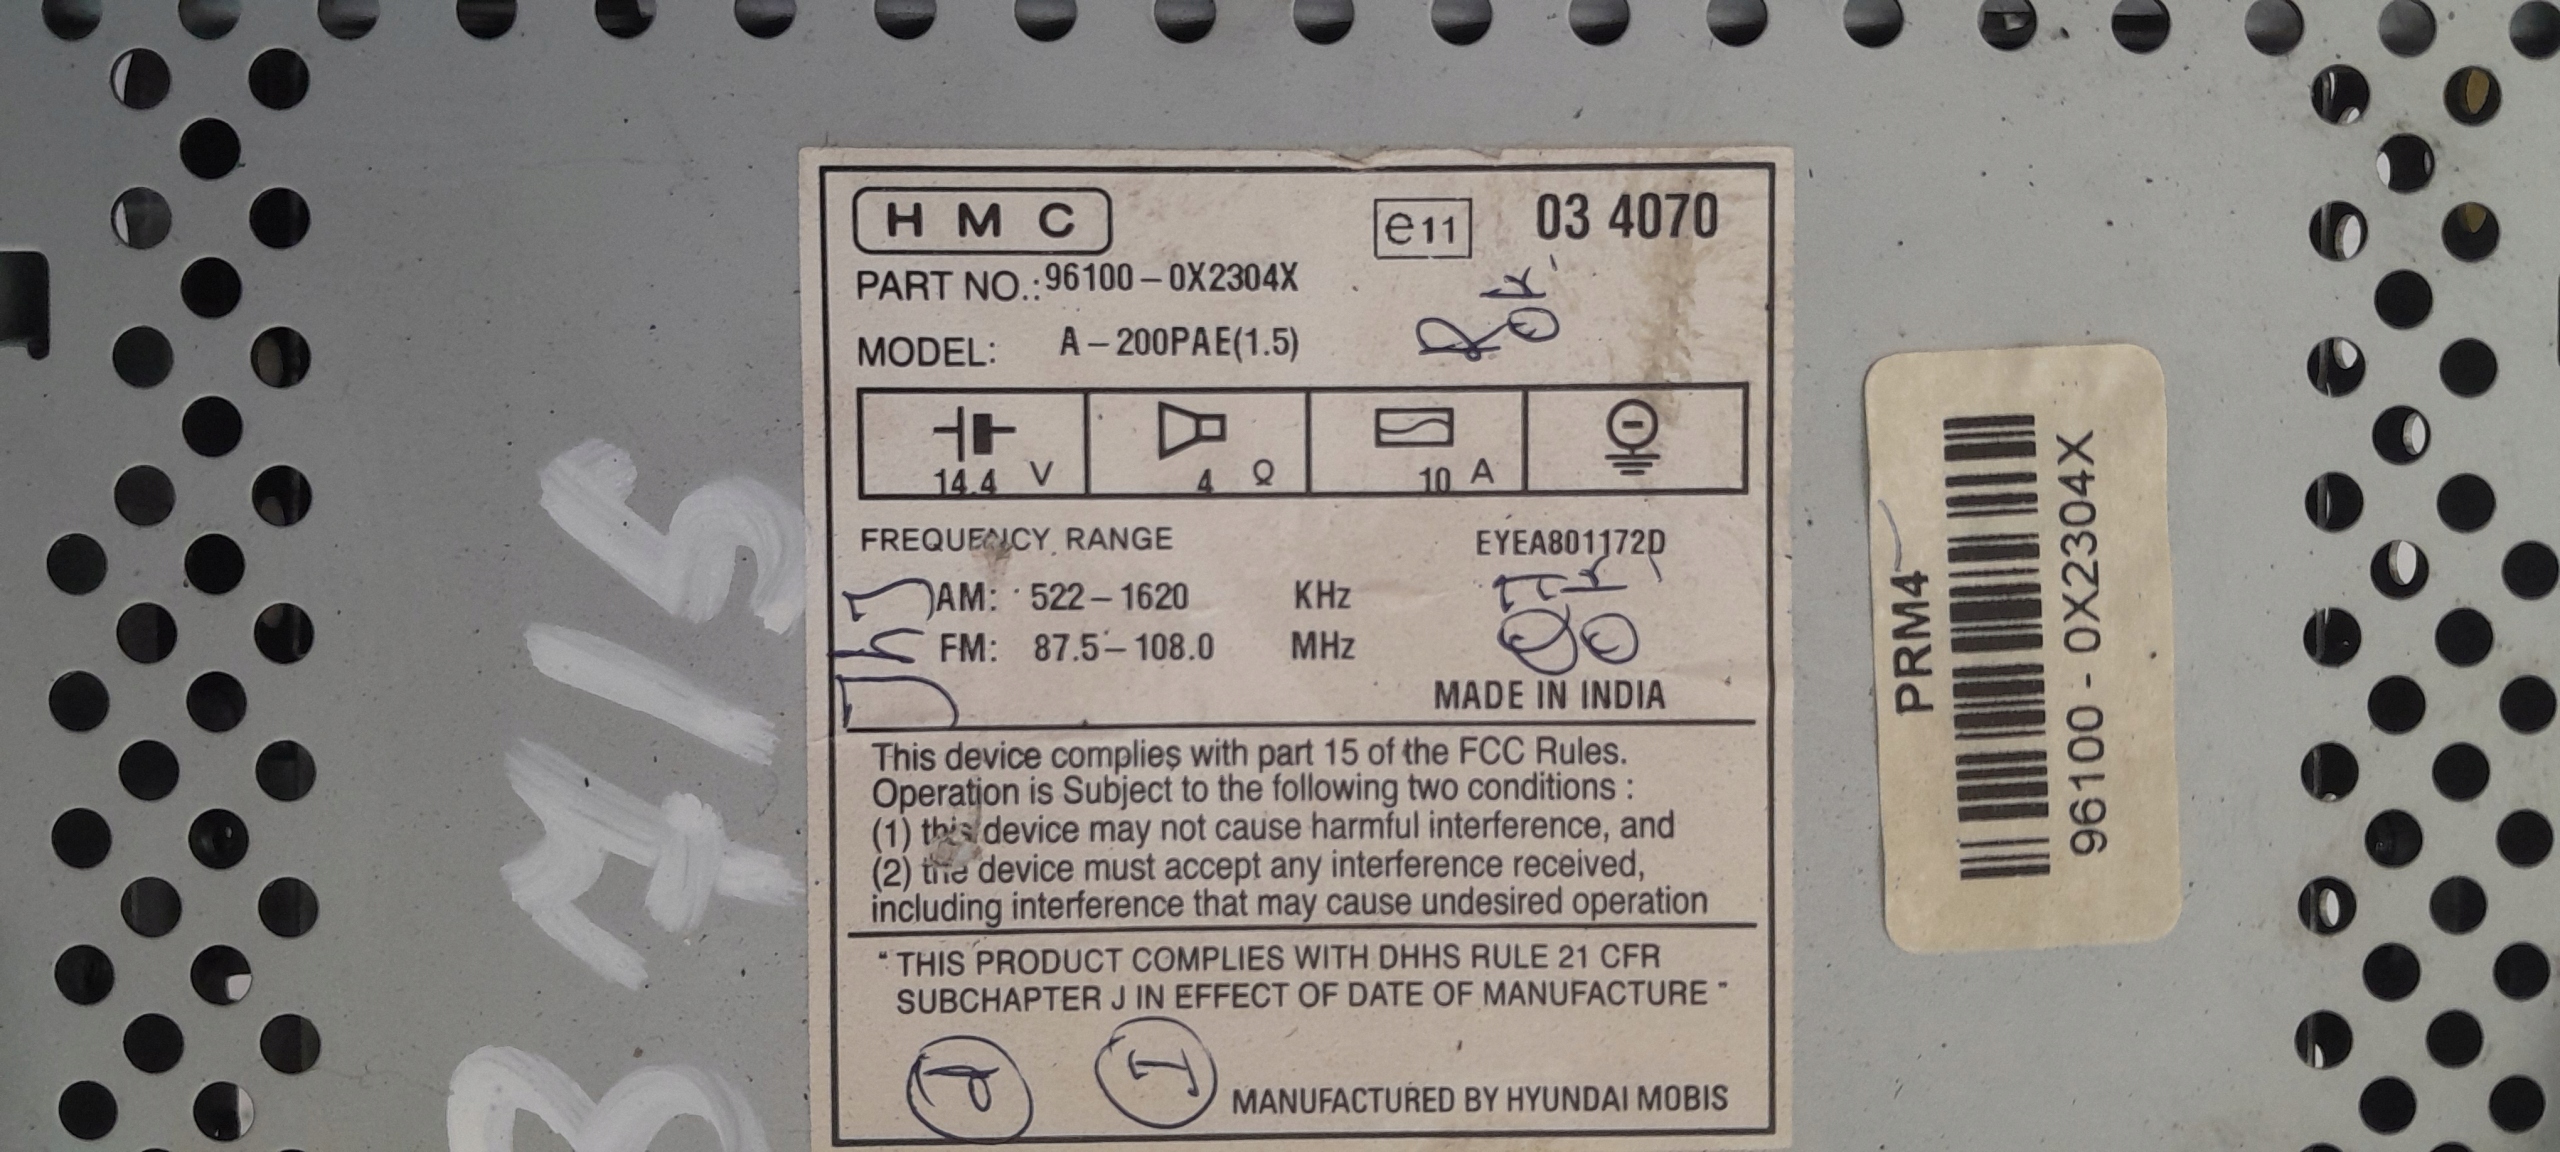 H M C
e11 03 4070
PART NO.: 96100-0X2304X
MODEL: A-200PAE(1.5)
14.4 V 4 Ω 10 A
FREQUENCY RANGE EYEA801172D
AM: 522-1620 KHz
FM: 87.5-108.0 MHz
MADE IN INDIA
This device complies with part 15 of the FCC Rules.
Operation is Subject to the following two conditions :
(1) this device may not cause harmful interference, and
(2) the device must accept any interference received,
including interference that may cause undesired operation
"THIS PRODUCT COMPLIES WITH DHHS RULE 21 CFR
SUBCHAPTER J IN EFFECT OF DATE OF MANUFACTURE"
MANUFACTURED BY HYUNDAI MOBIS
PRM4
96100 - 0X2304X